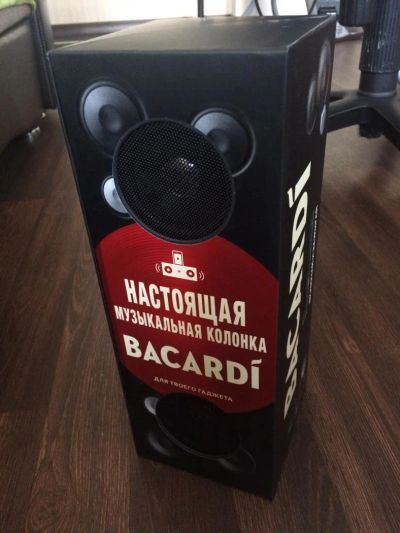 НАСТОЯЩАЯ
МУЗЫКАЛЬНАЯ КОЛОНКА
BACARDÍ
ДЛЯ ТВОЕГО ГАДЖЕТА
BACARDÍ